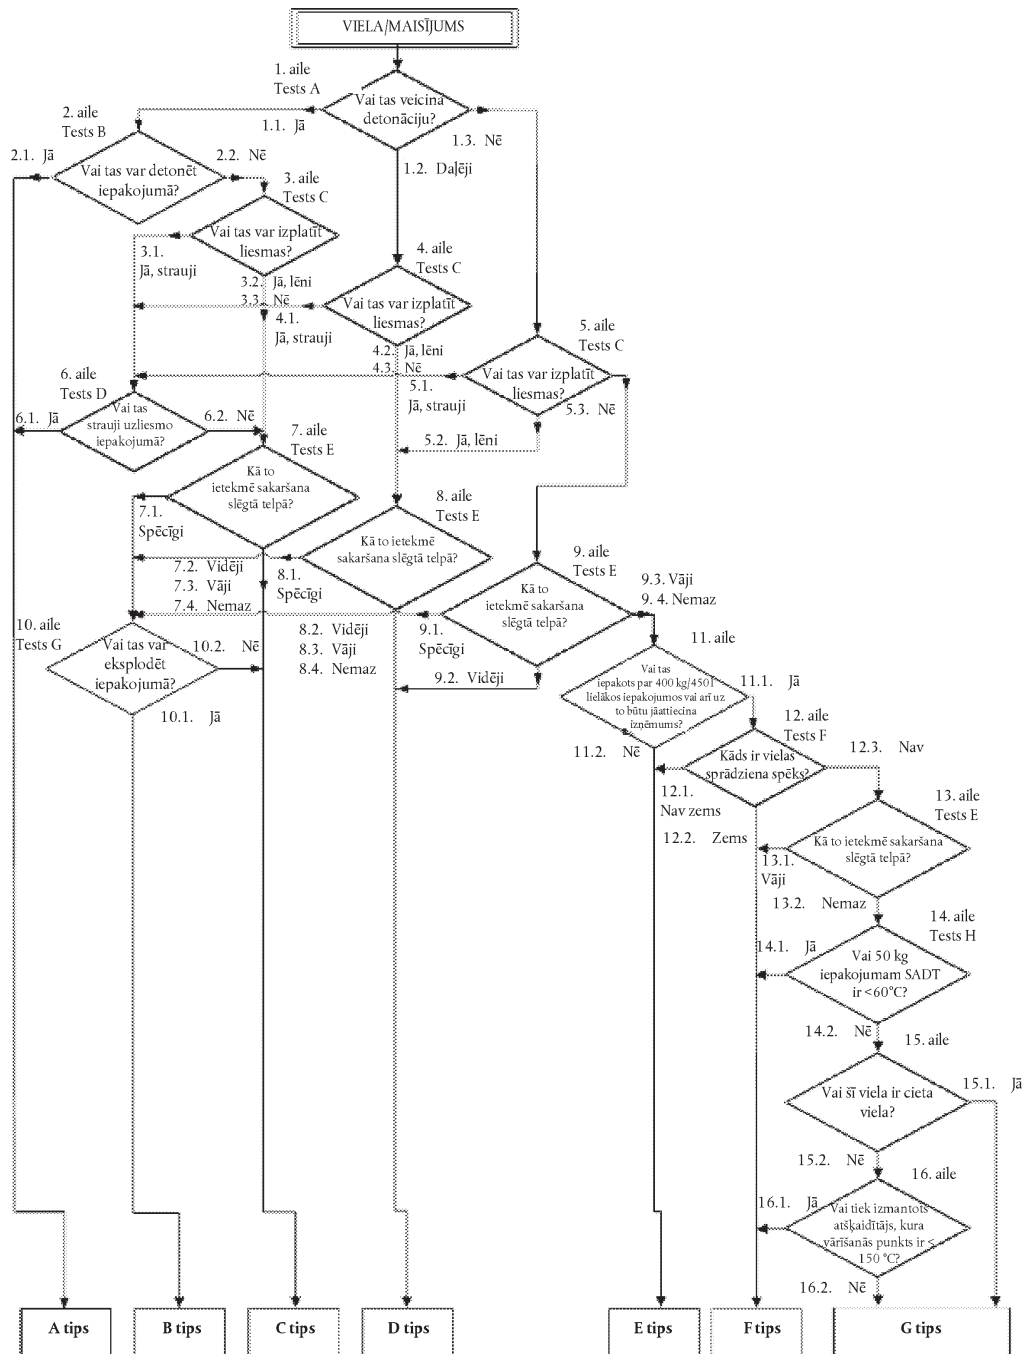 VIELA/MAISĪJUMS
1. aile
Tests A
Vai tas veicina
detonāciju?
1.1. Jā
1.2. Daļēji
1.3. Nē
2. aile
Tests B
2.1. Jā
2.2. Nē
Vai tas var detonēt
iepakojumā?
3. aile
Tests C
Vai tas var izplatīt
liesmas?
3.1.
Jā, strauji
3.2. Jā, lēni
3.3. Nē
4. aile
Tests C
Vai tas var izplatīt
liesmas?
4.1.
Jā, strauji
4.2. Jā, lēni
4.3. Nē
5. aile
Tests C
Vai tas var izplatīt
liesmas?
5.1.
Jā, strauji
5.2. Jā, lēni
5.3. Nē
6. aile
Tests D
Vai tas
strauji uzliesmo
iepakojumā?
6.1. Jā
6.2. Nē
7. aile
Tests E
Kā to
ietekmē sakaršana
slēgtā telpā?
7.1.
Spēcīgi
7.2. Vidēji
7.3. Vāji
7.4. Nemaz
8. aile
Tests E
Kā to ietekmē
sakaršana slēgtā telpā?
8.1.
Spēcīgi
8.2. Vidēji
8.3. Vāji
8.4. Nemaz
9. aile
Tests E
Kā to
ietekmē sakaršana
slēgtā telpā?
9.1.
Spēcīgi
9.2. Vidēji
9.3. Vāji
9. 4. Nemaz
10. aile
Tests G
Vai tas var
eksplodēt
iepakojumā?
10.1. Jā
10.2. Nē
11. aile
Vai tas
iepakots par 400 kg/450 l
lielākos iepakojumos vai arī uz
to būtu jāattiecina
izņēmums?
11.1. Jā
11.2. Nē
12. aile
Tests F
Kāds ir vielas
sprādziena spēks?
12.1.
Nav zems
12.2. Zems
12.3. Nav
13. aile
Tests E
Kā to ietekmē sakaršana
slēgtā telpā?
13.1.
Vāji
13.2. Nemaz
14. aile
Tests H
Vai 50 kg
iepakojumam SADT
ir <60°C?
14.1. Jā
14.2. Nē
15. aile
Vai šī viela ir cieta
viela?
15.1. Jā
15.2. Nē
16. aile
Vai tiek izmantots
atšķaidītājs, kura
vārīšanās punkts ir <
150 °C?
16.1. Jā
16.2. Nē
A tips
B tips
C tips
D tips
E tips
F tips
G tips